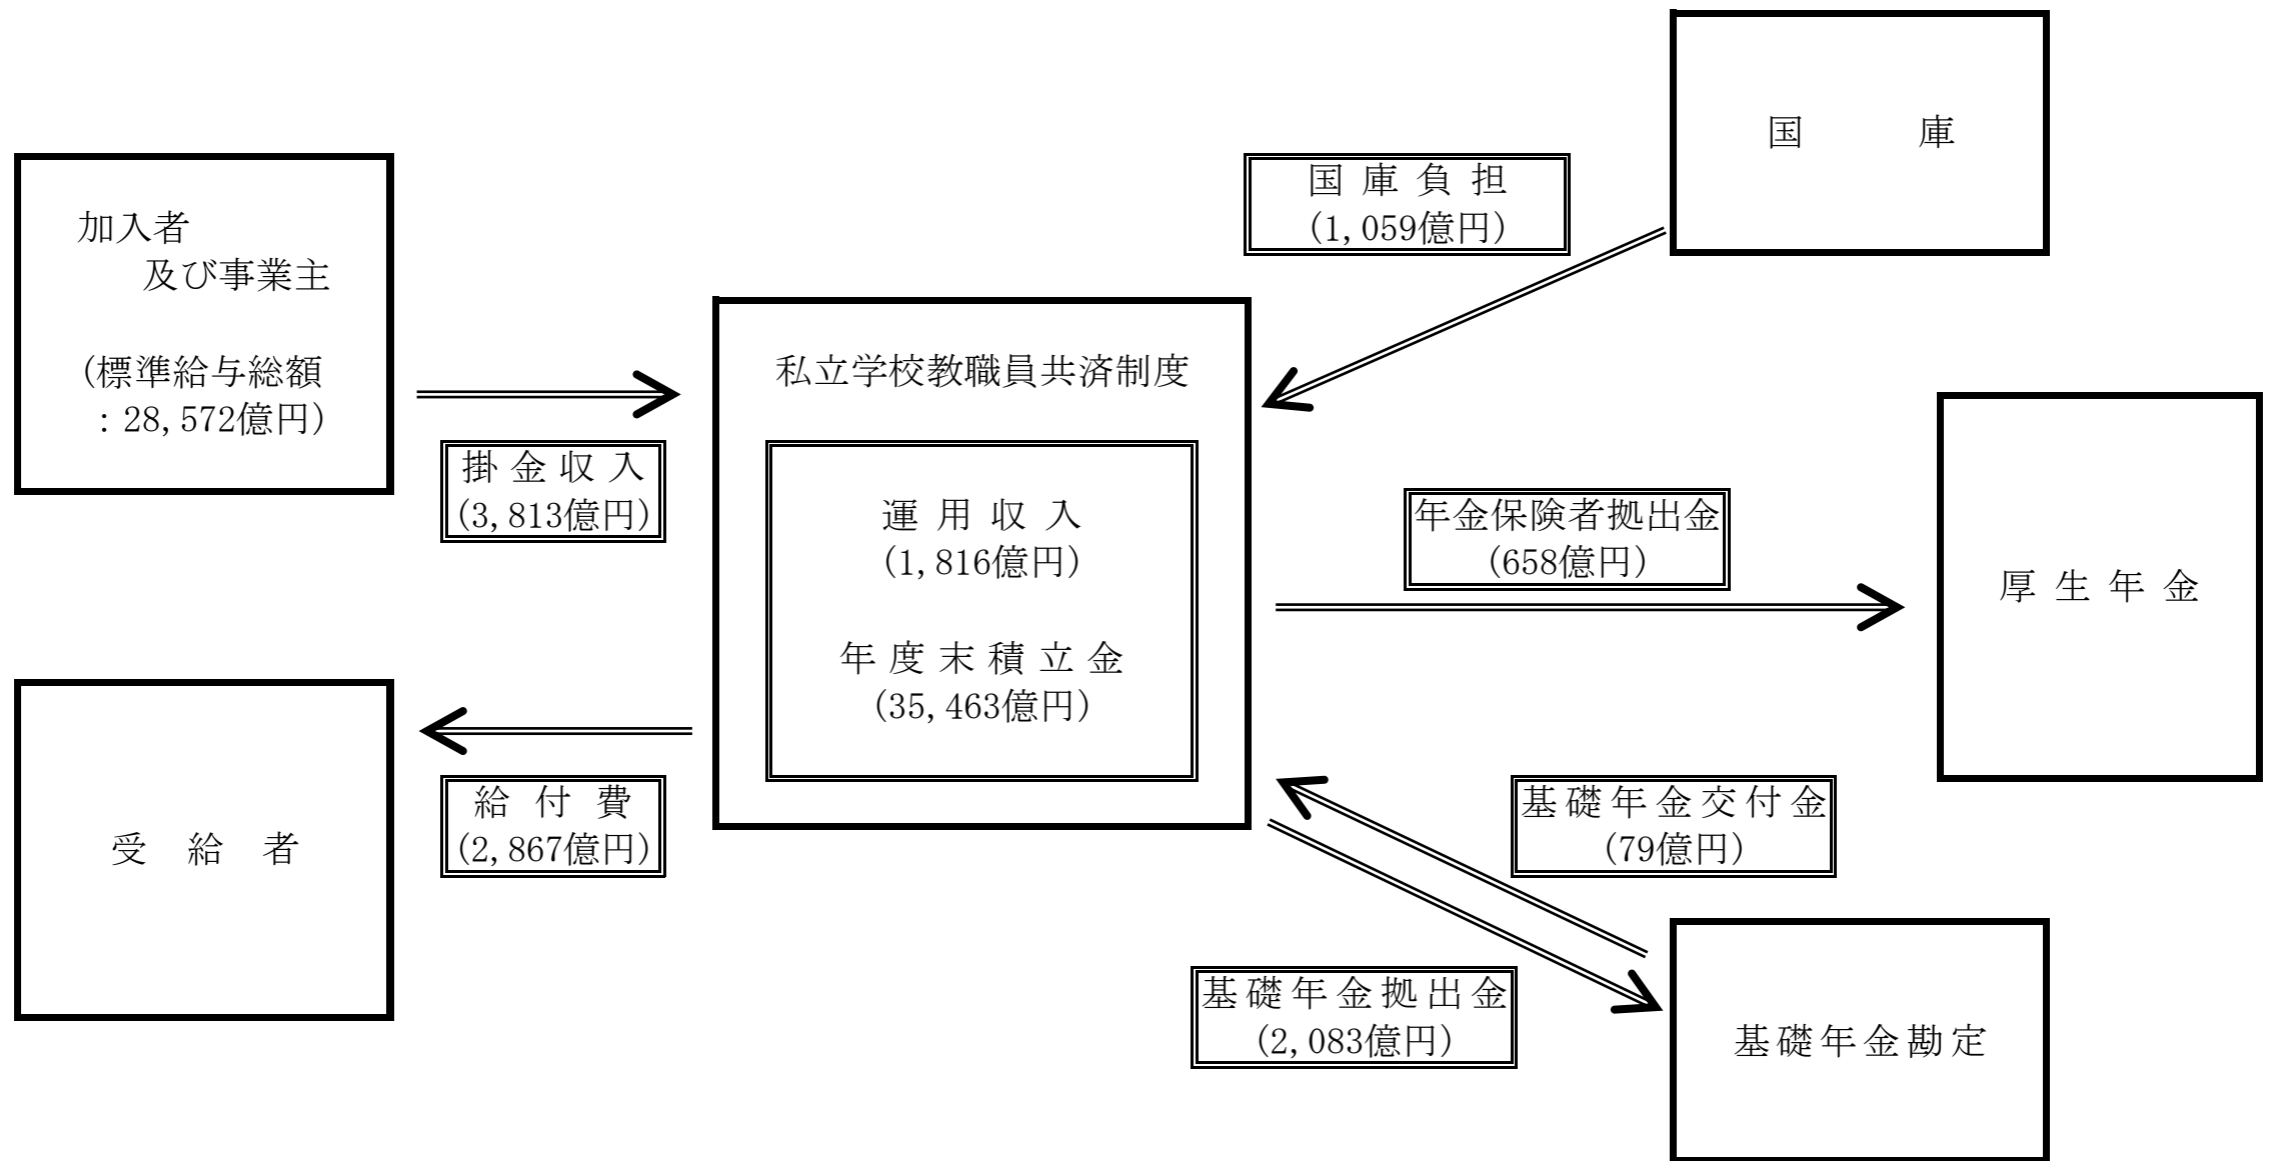 国庫
国庫負担
(1,059億円)
加入者
及び事業主
(標準給与総額
:28,572億円)
掛金収入
(3,813億円)
私立学校教職員共済制度
運用収入
(1,816億円)
年度末積立金
(35,463億円)
年金保険者拠出金
(658億円)
厚生年金
受給者
給付費
(2,867億円)
基礎年金交付金
(79億円)
基礎年金拠出金
(2,083億円)
基礎年金勘定